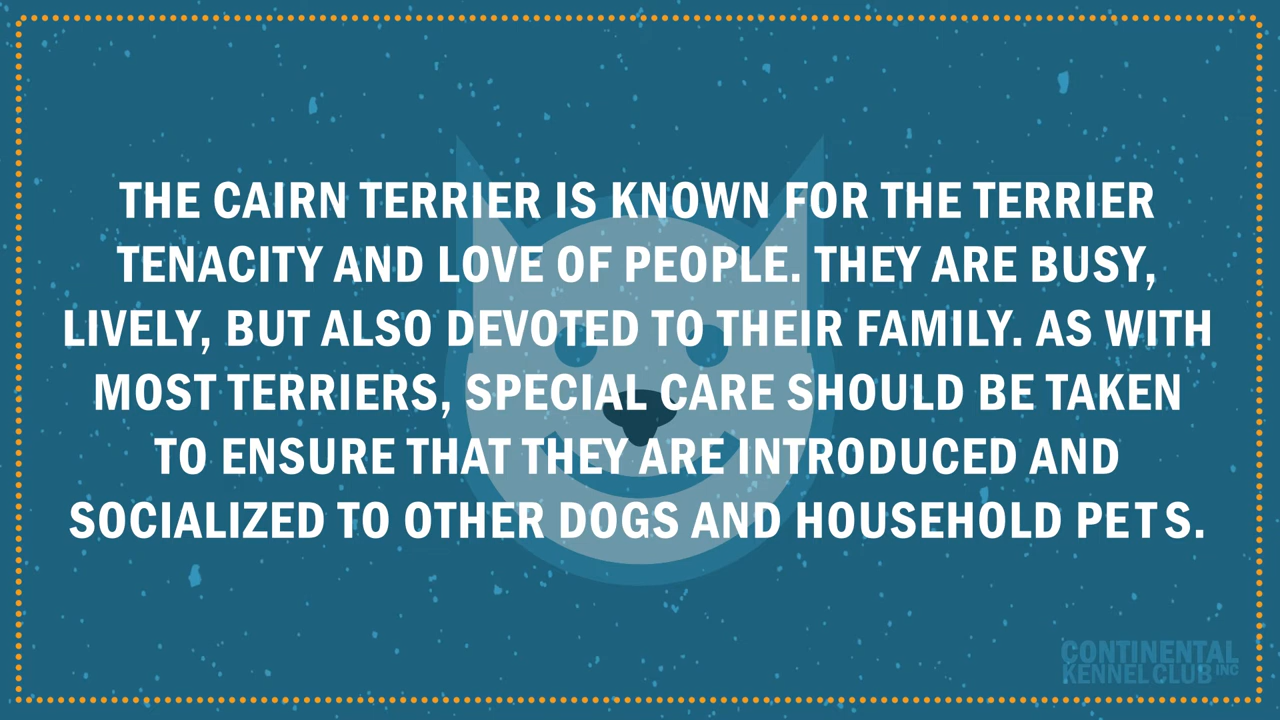 THE CAIRN TERRIER IS KNOWN FOR THE TERRIER
TENACITY AND LOVE OF PEOPLE. THEY ARE BUSY,
LIVELY, BUT ALSO DEVOTED TO THEIR FAMILY. AS WITH
MOST TERRIERS, SPECIAL CARE SHOULD BE TAKEN
TO ENSURE THAT THEY ARE INTRODUCED AND
SOCIALIZED TO OTHER DOGS AND HOUSEHOLD PETS.
CONTINENTAL
KENNEL CLUB INC